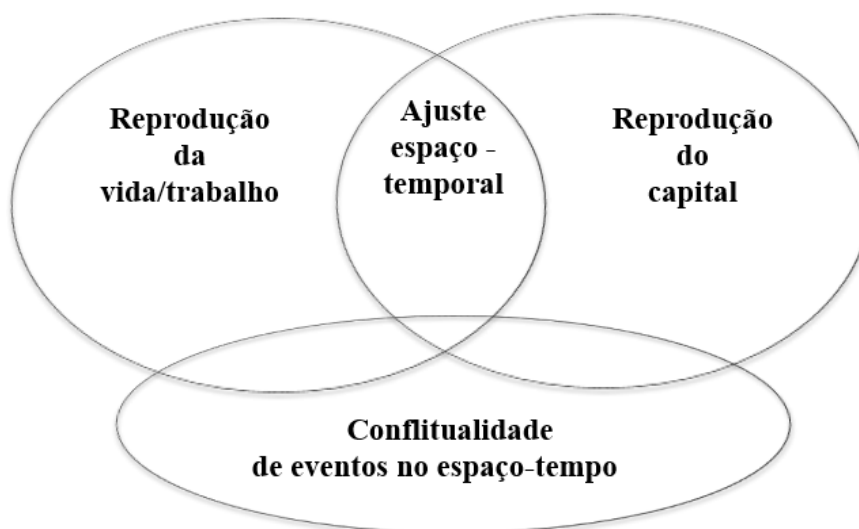 Reprodução
da
vida/trabalho
Ajuste
espaço -
temporal
Reprodução
do
capital
Conflitualidade
de eventos no espaço-tempo